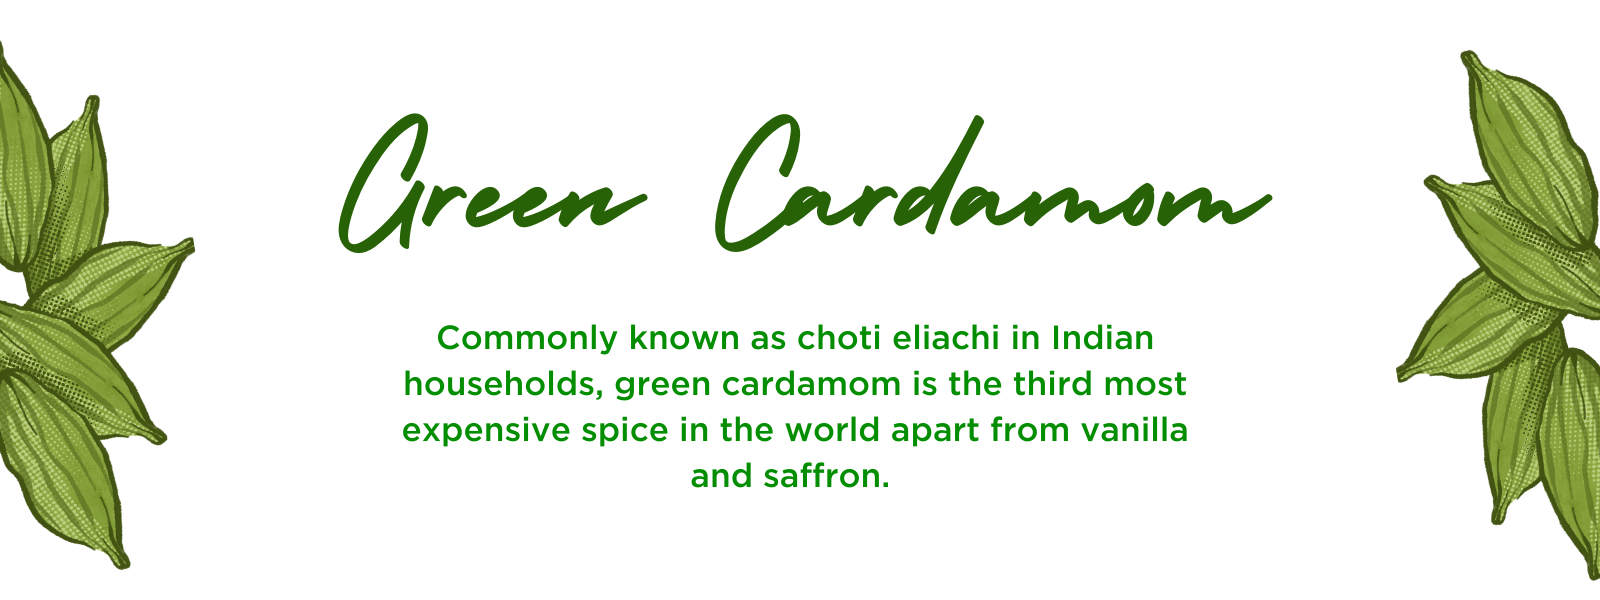 Green Cardamom
Commonly known as choti eliachi in Indian
households, green cardamom is the third most
expensive spice in the world apart from vanilla
and saffron.